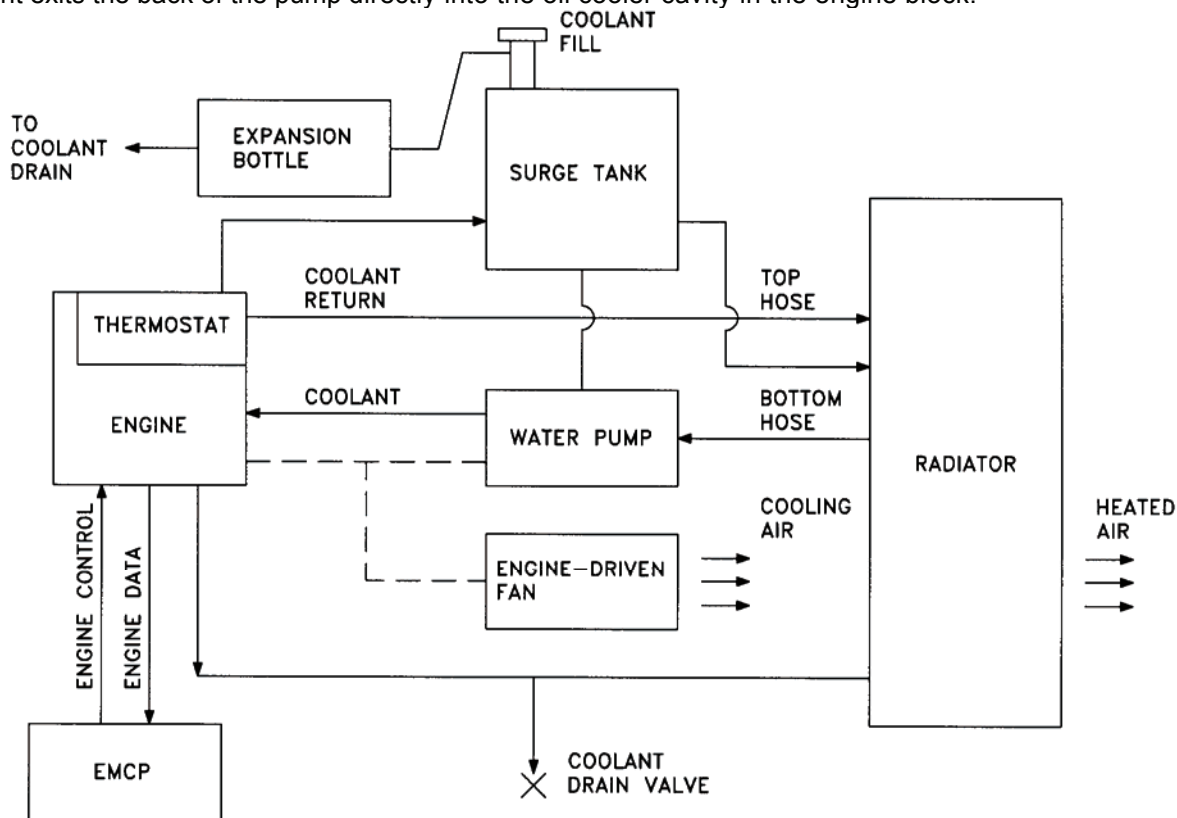 nt exits the back of the pump directly into the oil cooler cavity in the engine block.
COOLANT
FILL
TO
COOLANT
DRAIN
EXPANSION
BOTTLE
SURGE TANK
COOLANT
RETURN
TOP
HOSE
THERMOSTAT
COOLANT
BOTTOM
HOSE
ENGINE
WATER PUMP
RADIATOR
COOLING
AIR
HEATED
AIR
ENGINE-DRIVEN
FAN
ENGINE CONTROL
ENGINE DATA
EMCP
COOLANT
DRAIN VALVE